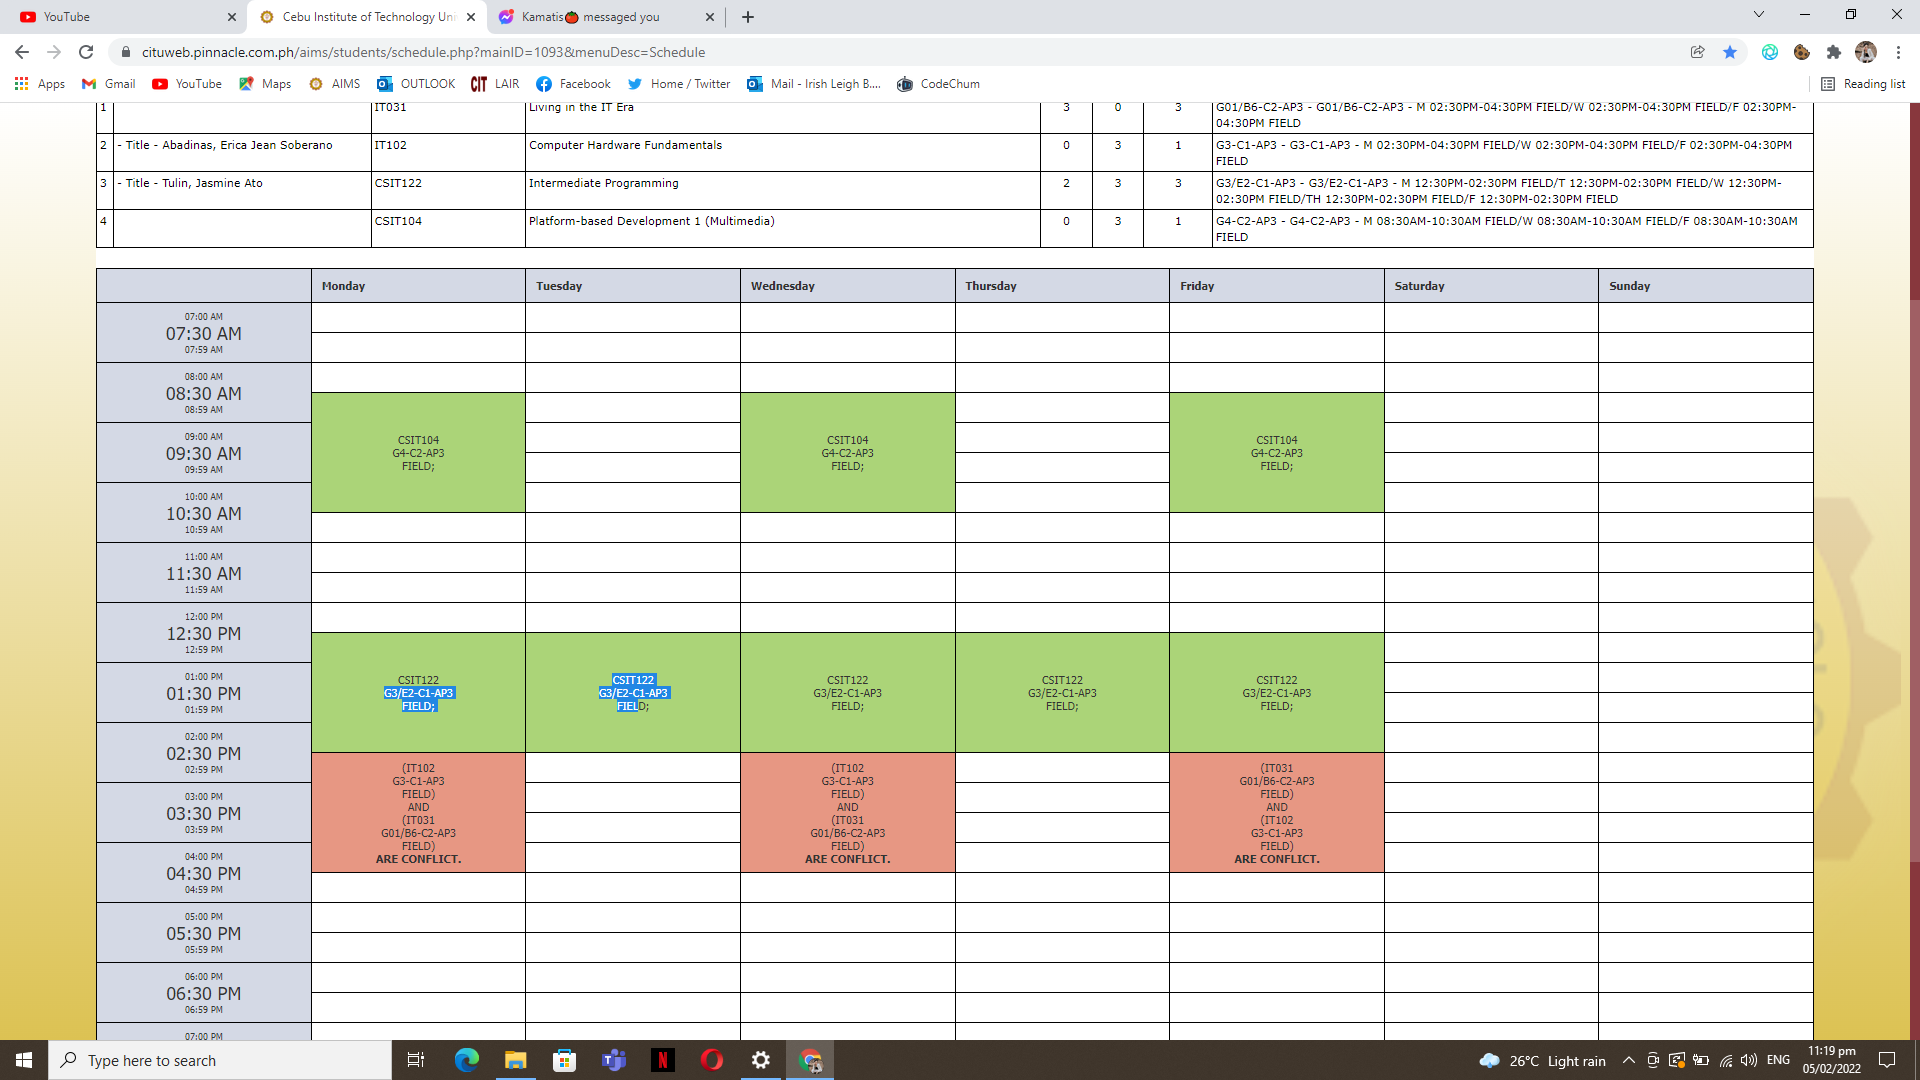 YouTube
Cebu Institute of Technology Uni
Kamatis🍅 messaged you
cituweb.pinnacle.com.ph/aims/students/schedule.php?mainID=1093&menuDesc=Schedule
Apps Gmail YouTube Maps AIMS OUTLOOK CIT LAIR Facebook Home / Twitter Mail - Irish Leigh B.... CodeChum Reading list
1 IT031 Living in the IT Era 3 0 3 G01/B6-C2-AP3 - G01/B6-C2-AP3 - M 02:30PM-04:30PM FIELD/W 02:30PM-04:30PM FIELD/F 02:30PM-
04:30PM FIELD
2 - Title - Abadinas, Erica Jean Soberano IT102 Computer Hardware Fundamentals 0 3 1 G3-C1-AP3 - G3-C1-AP3 - M 02:30PM-04:30PM FIELD/W 02:30PM-04:30PM FIELD/F 02:30PM-04:30PM
FIELD
3 - Title - Tulin, Jasmine Ato CSIT122 Intermediate Programming 2 3 3 G3/E2-C1-AP3 - G3/E2-C1-AP3 - M 12:30PM-02:30PM FIELD/T 12:30PM-02:30PM FIELD/W 12:30PM-
02:30PM FIELD/TH 12:30PM-02:30PM FIELD/F 12:30PM-02:30PM FIELD
4 CSIT104 Platform-based Development 1 (Multimedia) 0 3 1 G4-C2-AP3 - G4-C2-AP3 - M 08:30AM-10:30AM FIELD/W 08:30AM-10:30AM FIELD/F 08:30AM-10:30AM
FIELD
Monday Tuesday Wednesday Thursday Friday Saturday Sunday
07:00 AM
07:30 AM
07:59 AM
08:00 AM
08:30 AM
08:59 AM
09:00 AM
09:30 AM
09:59 AM
CSIT104 CSIT104 CSIT104
G4-C2-AP3 G4-C2-AP3 G4-C2-AP3
FIELD; FIELD; FIELD;
10:00 AM
10:30 AM
10:59 AM
11:00 AM
11:30 AM
11:59 AM
12:00 PM
12:30 PM
12:59 PM
01:00 PM
01:30 PM
01:59 PM
CSIT122 CSIT122 CSIT122 CSIT122 CSIT122
G3/E2-C1-AP3 G3/E2-C1-AP3 G3/E2-C1-AP3 G3/E2-C1-AP3 G3/E2-C1-AP3
FIELD; FIELD; FIELD; FIELD; FIELD;
02:00 PM
02:30 PM
02:59 PM
03:00 PM
03:30 PM
03:59 PM
04:00 PM
04:30 PM
04:59 PM
(IT102 (IT102 (IT031
G3-C1-AP3 G3-C1-AP3 G01/B6-C2-AP3
FIELD) FIELD) FIELD)
AND AND AND
(IT031 (IT031 (IT102
G01/B6-C2-AP3 G01/B6-C2-AP3 G3-C1-AP3
FIELD) FIELD) FIELD)
ARE CONFLICT. ARE CONFLICT. ARE CONFLICT.
05:00 PM
05:30 PM
05:59 PM
06:00 PM
06:30 PM
06:59 PM
07:00 PM
Type here to search
26°C Light rain
ENG
11:19 pm
05/02/2022